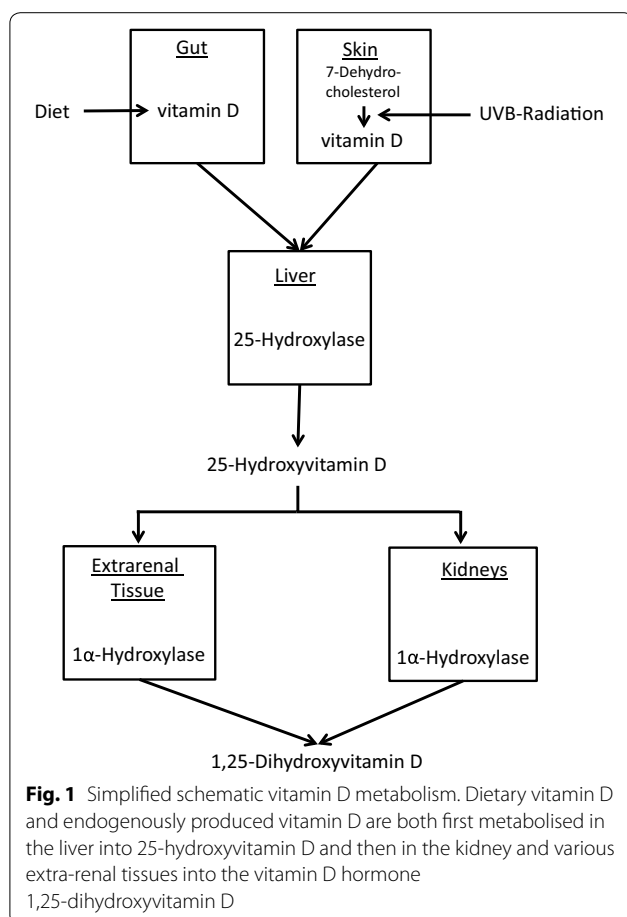 Gut
Skin
7-Dehydro-
cholesterol
Diet
vitamin D
vitamin D
UVB-Radiation
Liver
25-Hydroxylase
25-Hydroxyvitamin D
Extrarenal
Tissue
1α-Hydroxylase
Kidneys
1α-Hydroxylase
1,25-Dihydroxyvitamin D
Fig. 1 Simplified schematic vitamin D metabolism. Dietary vitamin D
and endogenously produced vitamin D are both first metabolised in
the liver into 25-hydroxyvitamin D and then in the kidney and various
extra-renal tissues into the vitamin D hormone
1,25-dihydroxyvitamin D